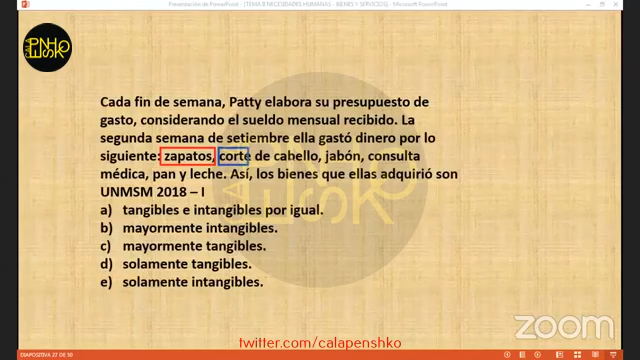 Presentación de PowerPoint - [TEMA 8 NECESIDADES HUMANAS - BIENES Y SERVICIOS] - Microsoft PowerPoint
Cada fin de semana, Patty elabora su presupuesto de
gasto, considerando el sueldo mensual recibido. La
segunda semana de setiembre ella gastó dinero por lo
siguiente: zapatos, corte de cabello, jabón, consulta
médica, pan y leche. Así, los bienes que ellas adquirió son
UNMSM 2018 – I
a) tangibles e intangibles por igual.
b) mayormente intangibles.
c) mayormente tangibles.
d) solamente tangibles.
e) solamente intangibles.
zoom
DIAPOSITIVA 27 DE 50
twitter.com/calapenshko